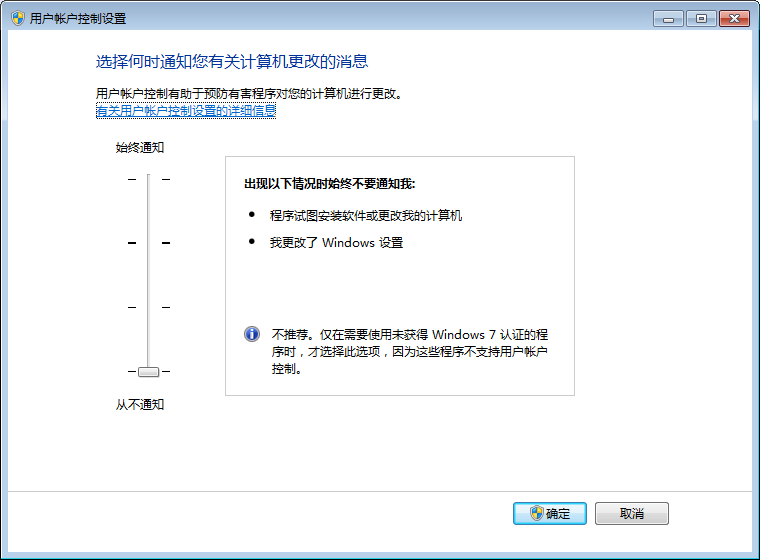 用户帐户控制设置
选择何时通知您有关计算机更改的消息
用户帐户控制有助于预防有害程序对您的计算机进行更改。
有关用户帐户控制设置的详细信息
始终通知
出现以下情况时始终不要通知我:
● 程序试图安装软件或更改我的计算机
● 我更改了 Windows 设置
不推荐。仅在需要使用未获得 Windows 7 认证的程
序时，才选择此选项，因为这些程序不支持用户帐户
控制。
从不通知
确定
取消